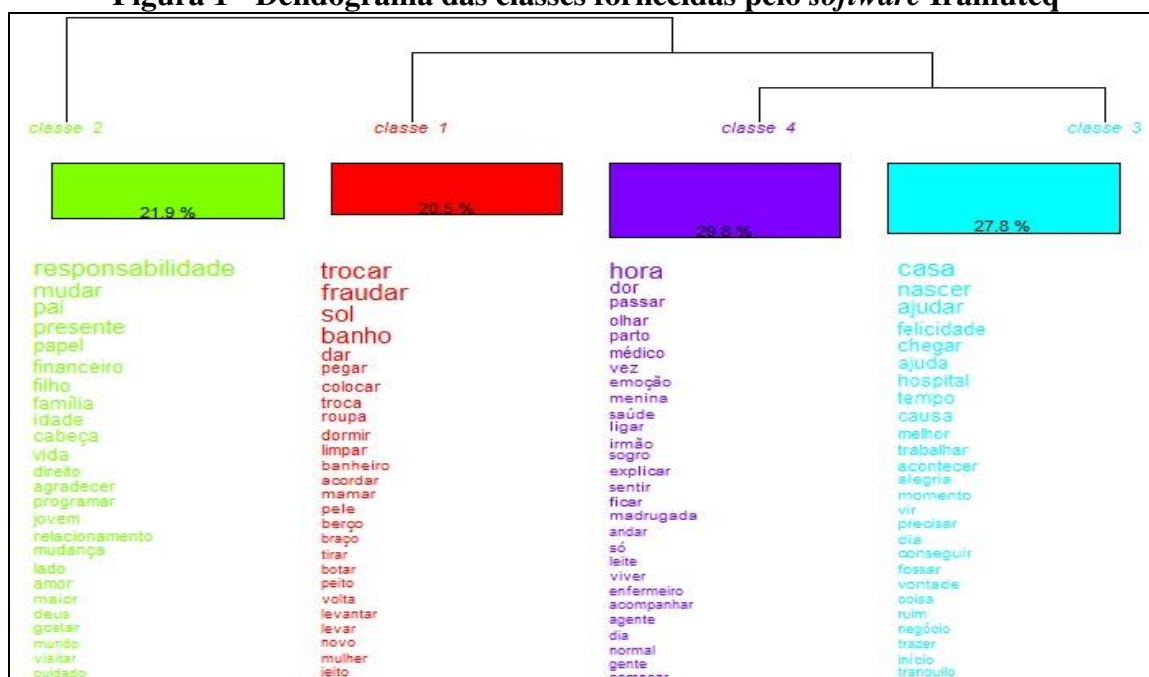 Figura 1 - Dendograma das classes fornecidas pelo software Iramuteq
classe 2
classe 1
classe 4
classe 3
21.9 %
20.5 %
29.8 %
27.8 %
responsabilidade
mudar
pai
presente
papel
financeiro
filho
família
idade
cabeça
vida
direito
agradecer
programar
jovem
relacionamento
mudança
lado
amor
maior
deus
gostar
mundo
visitar
cuidado
trocar
fraudar
sol
banho
dar
pegar
colocar
troca
roupa
dormir
limpar
banheiro
acordar
mamar
pele
berço
braço
tirar
botar
peito
volta
levantar
levar
novo
mulher
jeito
hora
dor
passar
olhar
parto
médico
vez
emoção
menina
saúde
ligar
irmão
sogro
explicar
sentir
ficar
madrugada
andar
só
leite
viver
enfermeiro
acompanhar
agente
dia
normal
gente
começar
casa
nascer
ajudar
felicidade
chegar
ajuda
hospital
tempo
causa
melhor
trabalhar
acontecer
alegria
momento
vir
precisar
dia
conseguir
fossar
vontade
coisa
ruim
negócio
trazer
início
tranquilo